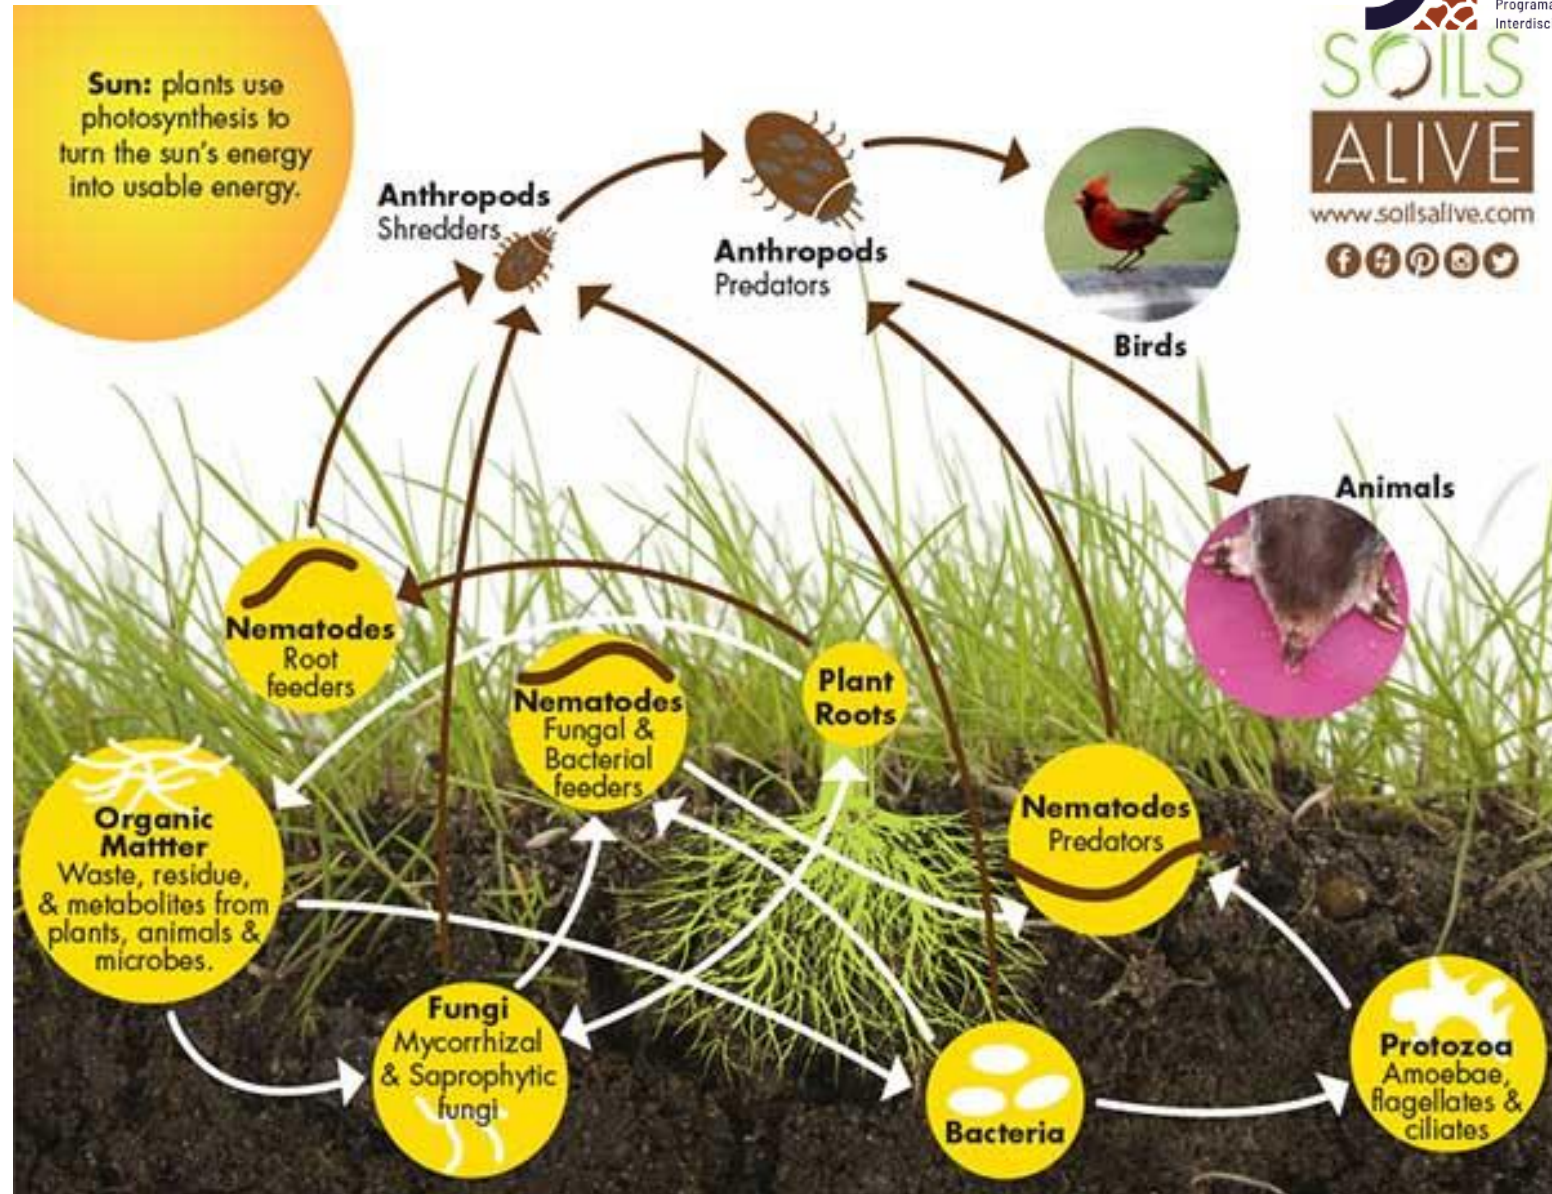 Programa
Interdisc
SOILS
ALIVE
www.soilsalive.com
Sun: plants use
photosynthesis to
turn the sun's energy
into usable energy.
Anthropods
Shredders
Anthropods
Predators
Birds
Animals
Nematodes
Root
feeders
Nematodes
Fungal &
Bacterial
feeders
Plant
Roots
Nematodes
Predators
Organic
Mattter
Waste, residue,
& metabolites from
plants, animals &
microbes.
Fungi
Mycorrhizal
& Saprophytic
fungi
Bacteria
Protozoa
Amoebae,
flagellates &
ciliates